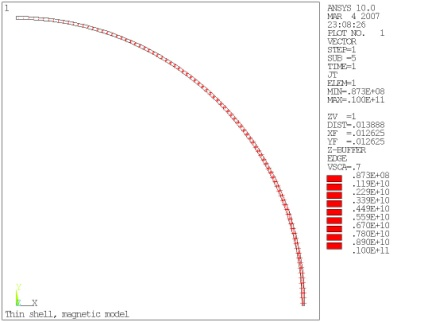 1
ANSYS 10.0
MAR 4 2007
23:08:26
PLOT NO. 1
VECTOR
STEP=1
SUB =5
TIME=1
JT
ELEM=1
MIN=.873E+08
MAX=.100E+11
ZV =1
DIST=.013888
XF =.012625
YF =.012625
Z-BUFFER
EDGE
VSCA=.7
.873E+08
.119E+10
.229E+10
.339E+10
.449E+10
.559E+10
.670E+10
.780E+10
.890E+10
.100E+11
Y
Z X
Thin shell, magnetic model